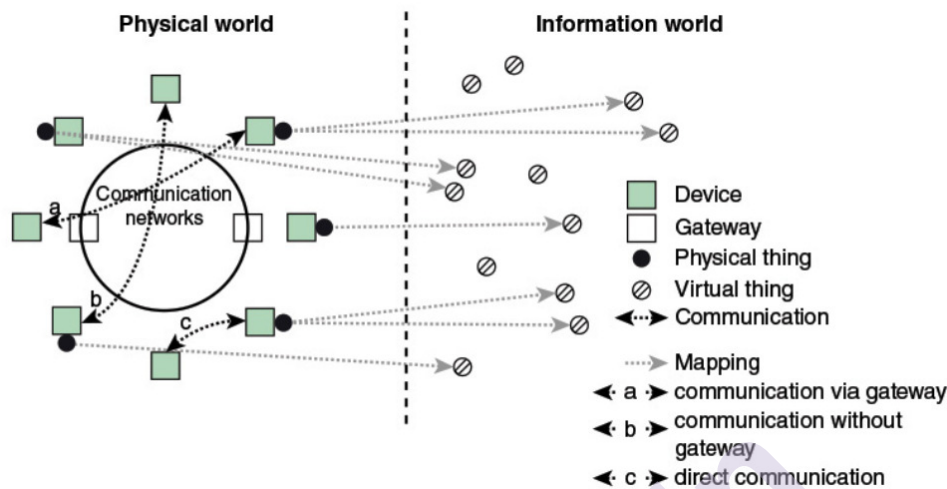 Physical world
Information world
a
Communication
networks
b
c
Device
Gateway
Physical thing
Virtual thing
Communication
Mapping
a communication via gateway
b communication without
gateway
c direct communication